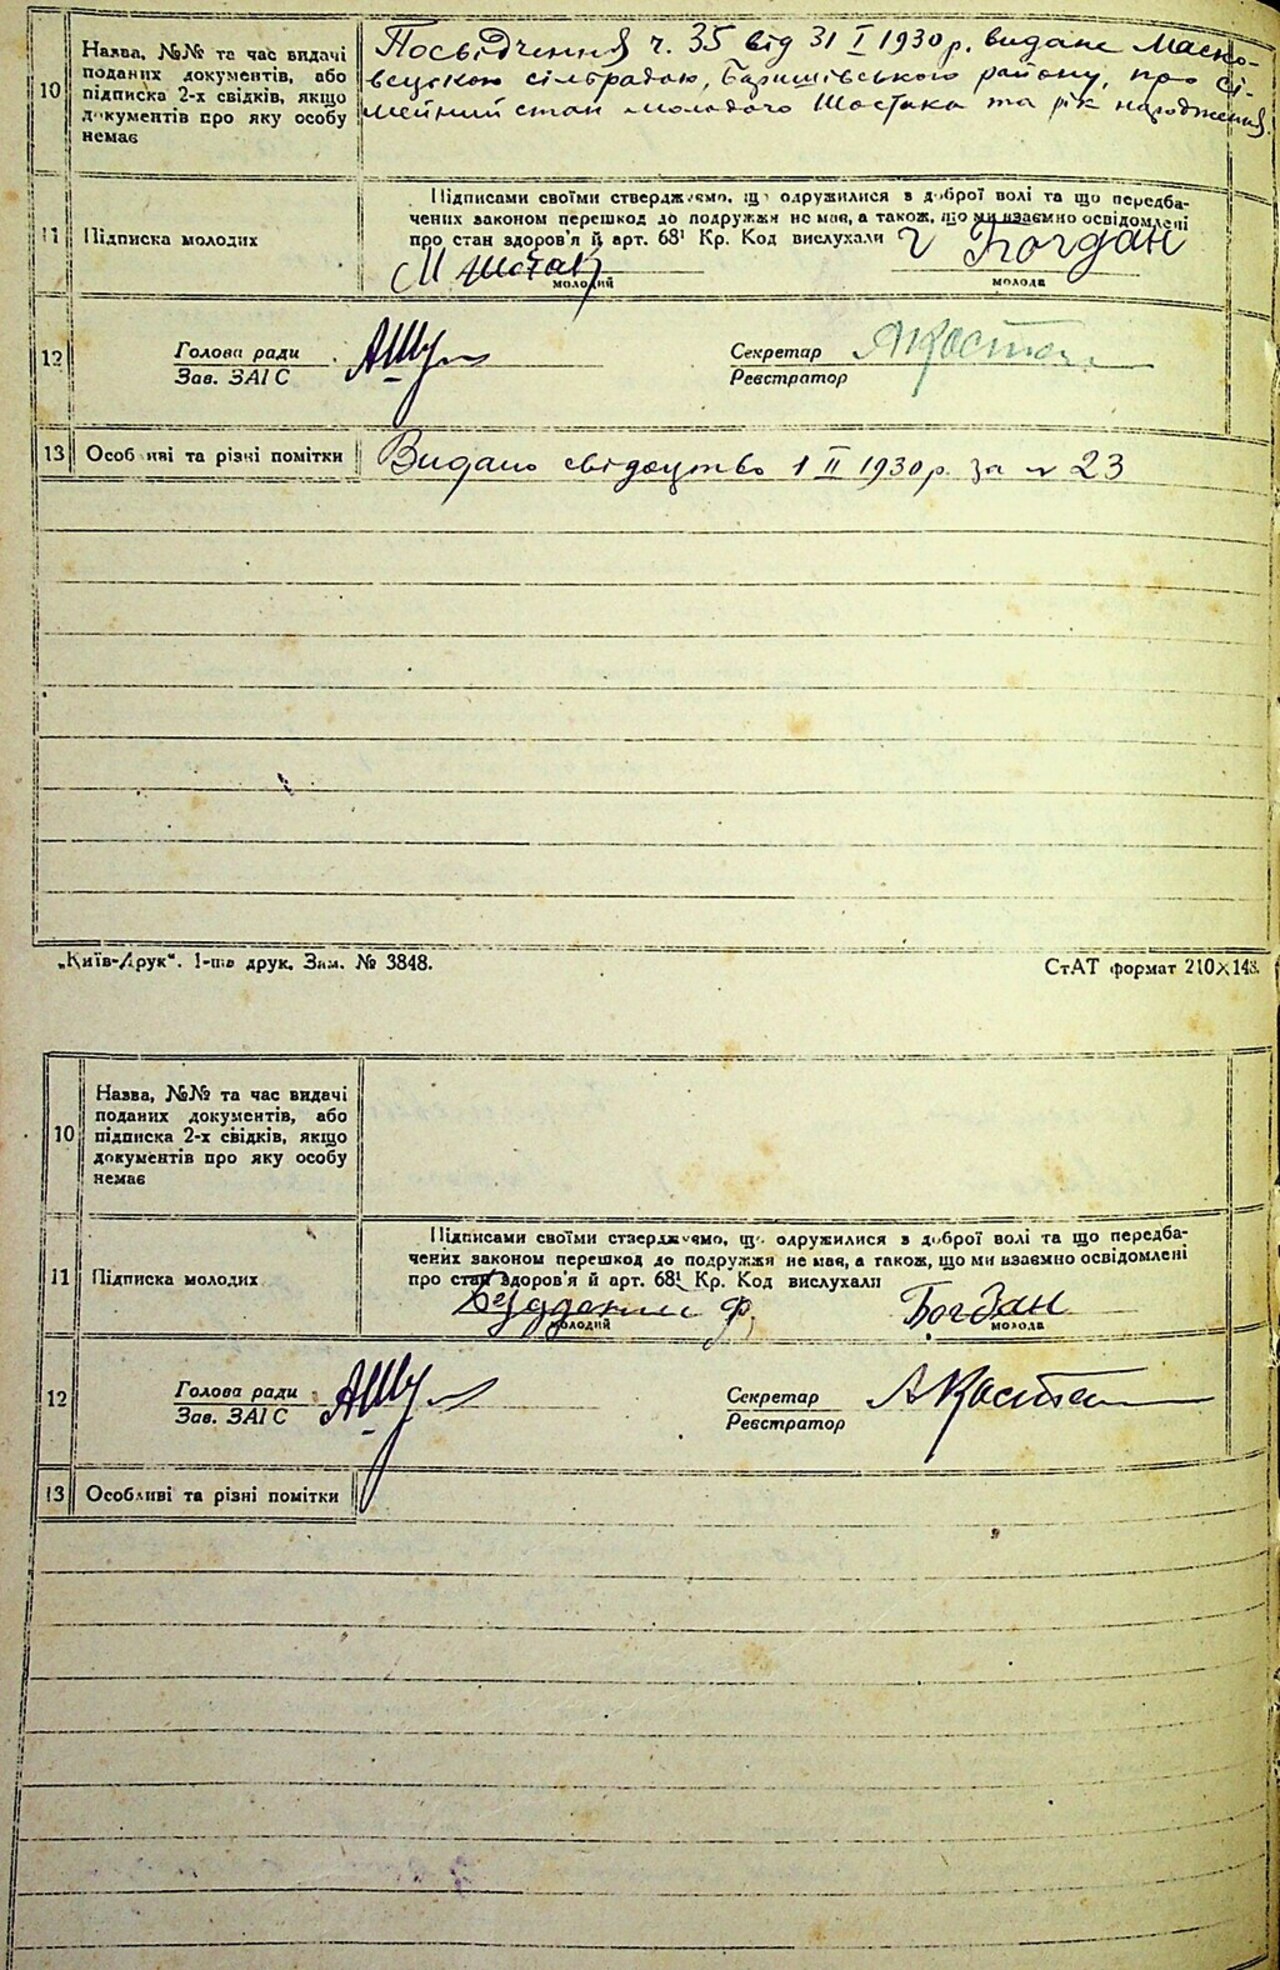 10
Назва, №№ та час видачі
поданих документів, або
підписка 2-х свідків, якщо
документів про яку особу
немає
Посвідчення ч. 35 від 31 I 1930 р. видане Маско-
вецькою сільрадою, Баришівського району, про сі-
мейний стан молодого Шостака та рік народження.
11
Підписка молодих
Підписами своїми стверджуємо, що одружилися з доброї волі та що передба-
чених законом перешкод до подружжя не має, а також, що ми взаємно освідомлені
про стан здоров'я й арт. 68¹ Кр. Код вислухали
М Шостак
Богдан
молодий
молода
12
Голова ради
Зав. ЗАГС
Секретар
Реєстратор
13
Особливі та різні помітки
Видано свідоцтво 1 II 1930 р. за № 23
„Київ-Друк“. 1-ша друк. Зам. № 3848.
СтАТ формат 210×148.
10
Назва, №№ та час видачі
поданих документів, або
підписка 2-х свідків, якщо
документів про яку особу
немає
11
Підписка молодих
Підписами своїми стверджуємо, що одружилися з доброї волі та що передба-
чених законом перешкод до подружжя не має, а також, що ми взаємно освідомлені
про стан здоров'я й арт. 68¹ Кр. Код вислухали
Богдан
молодий
молода
12
Голова ради
Зав. ЗАГС
Секретар
Реєстратор
13
Особливі та різні помітки